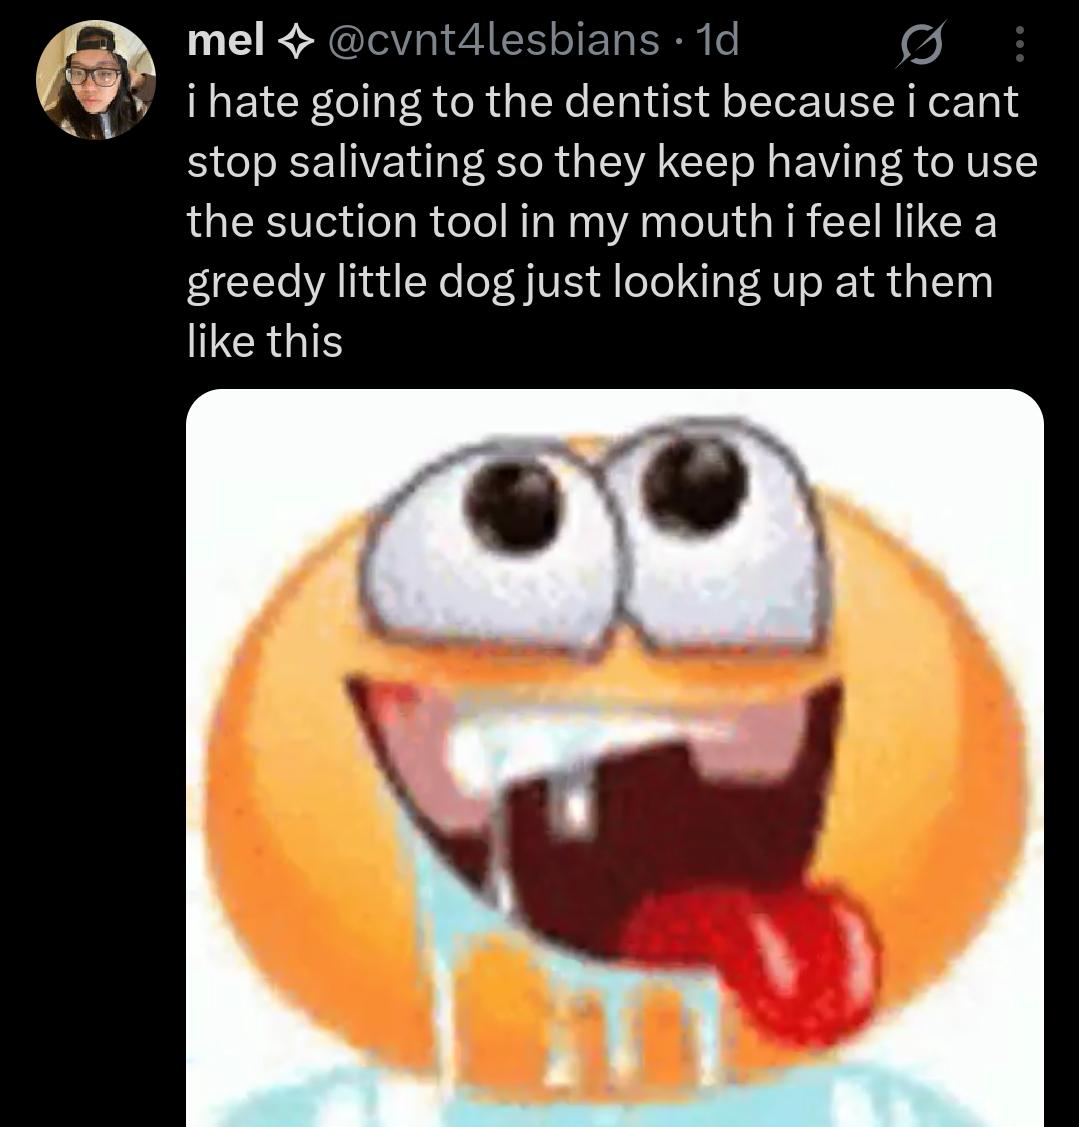 mel ✧ @cvnt4lesbians · 1d
i hate going to the dentist because i cant
stop salivating so they keep having to use
the suction tool in my mouth i feel like a
greedy little dog just looking up at them
like this